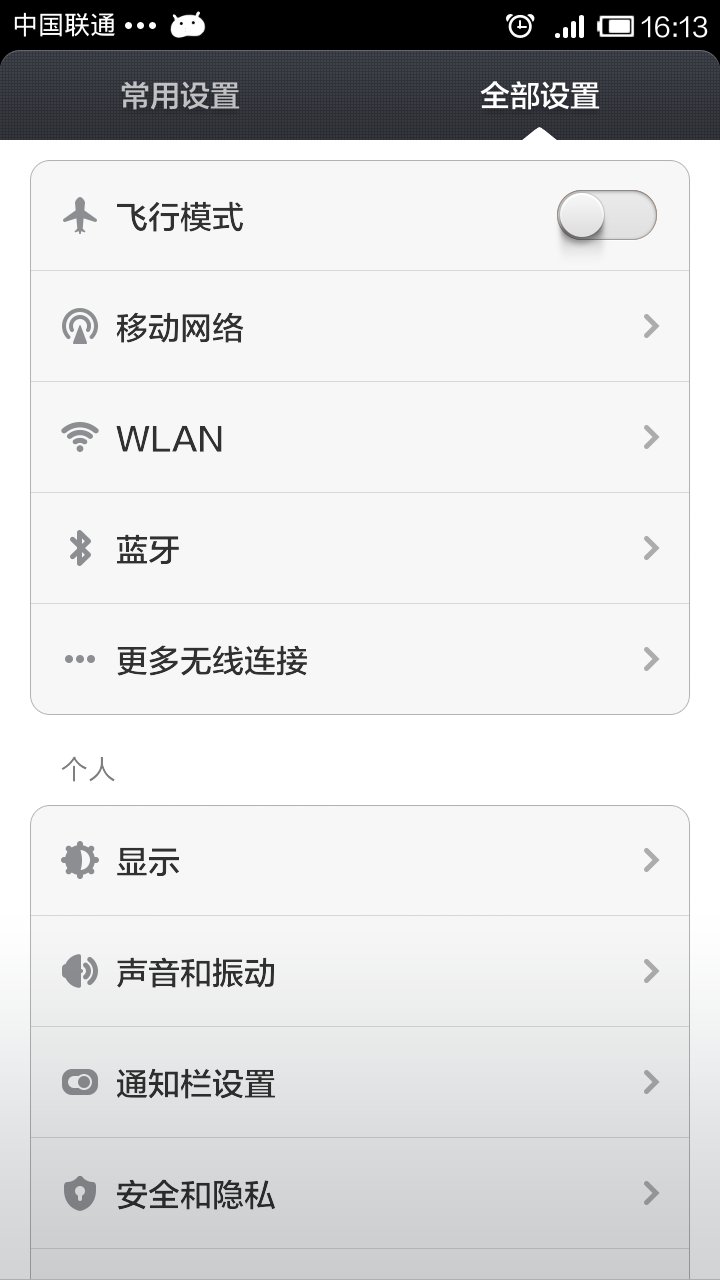 中国联通 ••• 16:13
常用设置 全部设置
飞行模式
移动网络
WLAN
蓝牙
更多无线连接
个人
显示
声音和振动
通知栏设置
安全和隐私